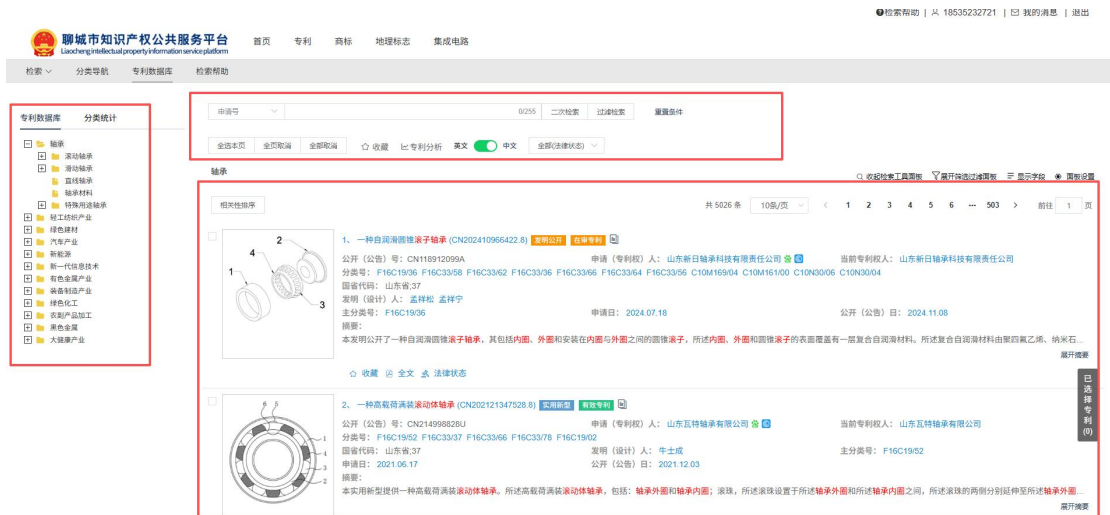 检索帮助 | 18535232721 | 我的消息 | 退出
聊城市知识产权公共服务平台
Liaocheng intellectual property information service platform
首页 专利 商标 地理标志 集成电路
检索 分类导航 专利数据库 检索帮助
专利数据库 分类统计
轴承
滚动轴承
滑动轴承
直线轴承
轴承材料
特殊用途轴承
轻工纺织产业
绿色建材
汽车产业
新能源
新一代信息技术
有色金属产业
装备制造产业
绿色化工
农副产品加工
黑色金属
大健康产业
申请号 0/255 二次检索 过滤检索 重置条件
全选本页 全页取消 全部取消 收藏 专利分析 英文 中文 全部(法律状态)
轴承
收起检索工具面板 展开筛选过滤面板 显示字段 面板设置
相关性排序 共 5026 条 10条/页 < 1 2 3 4 5 6 ... 503 > 前往 1 页
1、 一种自润滑圆锥滚子轴承 (CN202410966422.8) 发明公开 在审专利
公开（公告）号：CN118912099A 申请（专利权）人： 山东新日轴承科技有限责任公司 当前专利权人： 山东新日轴承科技有限责任公司
分类号： F16C19/36 F16C33/58 F16C33/62 F16C33/36 F16C33/66 F16C33/64 F16C33/56 C10M169/04 C10M161/00 C10N30/06 C10N30/04
国省代码： 山东省;37
发明（设计）人： 孟祥松 孟祥宁
主分类号： F16C19/36 申请日： 2024.07.18 公开（公告）日： 2024.11.08
摘要：
本发明公开了一种自润滑圆锥滚子轴承，其包括内圈、外圈和安装在内圈与外圈之间的圆锥滚子，所述内圈、外圈和圆锥滚子的表面覆盖有一层复合自润滑材料。所述复合自润滑材料由聚四氟乙烯、纳米石...
展开摘要
收藏 全文 法律状态
2、 一种高载荷满装滚动体轴承 (CN202121347528.8) 实用新型 有效专利
公开（公告）号：CN214998828U 申请（专利权）人： 山东瓦特轴承有限公司 当前专利权人： 山东瓦特轴承有限公司
分类号： F16C19/52 F16C33/37 F16C33/66 F16C33/78 F16C19/02
国省代码： 山东省;37 发明（设计）人： 牛士成 主分类号： F16C19/52
申请日： 2021.06.17 公开（公告）日： 2021.12.03
摘要：
本实用新型提供一种高载荷满装滚动体轴承。所述高载荷满装滚动体轴承，包括：轴承外圈和轴承内圈；滚珠，所述滚珠设置于所述轴承外圈和所述轴承内圈之间，所述滚珠的两侧分别延伸至所述轴承外圈...
展开摘要
已选择专利(0)
2
4
1
3
6 5
1
4
3
2